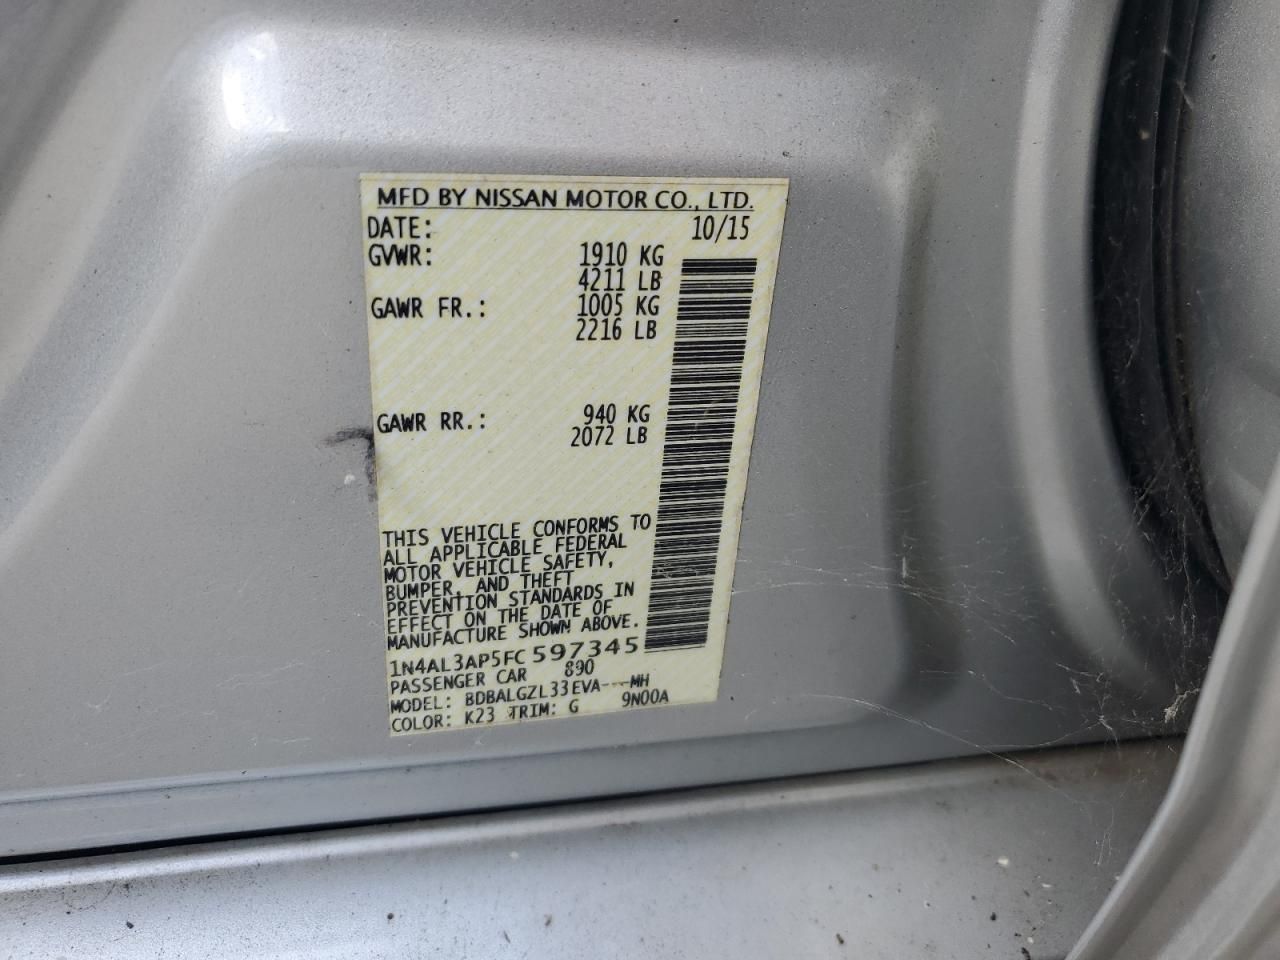 MFD BY NISSAN MOTOR CO., LTD.
DATE: 10/15
GVWR: 1910 KG
4211 LB
GAWR FR.: 1005 KG
2216 LB
GAWR RR.: 940 KG
2072 LB
THIS VEHICLE CONFORMS TO
ALL APPLICABLE FEDERAL
MOTOR VEHICLE SAFETY,
BUMPER, AND THEFT
PREVENTION STANDARDS IN
EFFECT ON THE DATE OF
MANUFACTURE SHOWN ABOVE.
1N4AL3AP5FC597345
PASSENGER CAR 890
MODEL: BDBALGZL33EVA---MH
COLOR: K23 TRIM: G 9N00A